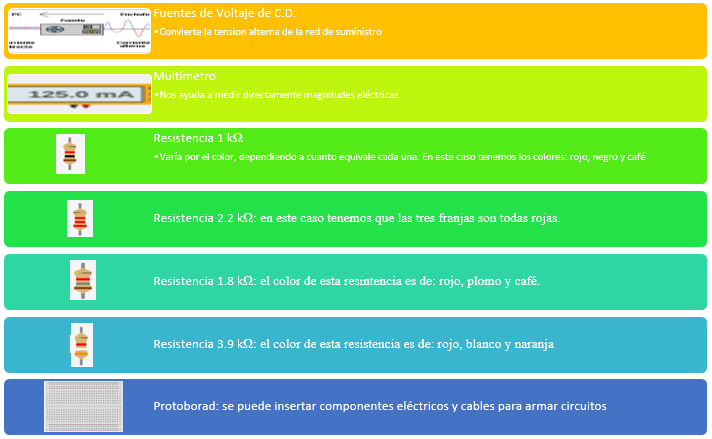 PC
Fuente
Enchufe
Corriente
alterna
Fuentes de Voltaje de C.D.
•Convierte la tension alterna de la red de suministro
125.0 mA
Multímetro
•Nos ayuda a medir directamente magnitudes eléctricas.
Resistencia 1 kΩ
•Varía por el color, dependiendo a cuanto equivale cada una. En este caso tenemos los colores: rojo, negro y café
Resistencia 2.2 kΩ: en este caso tenemos que las tres franjas son todas rojas.
Resistencia 1.8 kΩ: el color de esta resintencia es de: rojo, plomo y café.
Resistencia 3.9 kΩ: el color de esta resistencia es de: rojo, blanco y naranja
Protoborad: se puede insertar componentes eléctricos y cables para armar circuitos